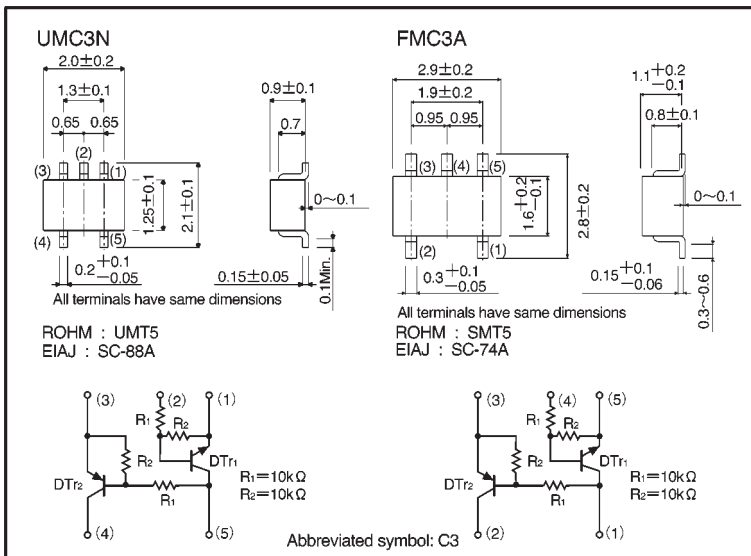 UMC3N
2.0±0.2
1.3±0.1
0.65 0.65
(2)
(3) (1)
(4) (5)
1.25±0.1
2.1±0.1
0.2 +0.1 −0.05
All terminals have same dimensions
0.9±0.1
0.7
0～0.1
0.15±0.05
0.1Min.
ROHM : UMT5
EIAJ : SC-88A
FMC3A
2.9±0.2
1.9±0.2
0.95 0.95
(3) (4) (5)
(2) (1)
1.6 +0.2 −0.1
2.8±0.2
0.3 +0.1 −0.05
All terminals have same dimensions
1.1 +0.2 −0.1
0.8±0.1
0～0.1
0.15 +0.1 −0.06
0.3～0.6
ROHM : SMT5
EIAJ : SC-74A
(3) (2) (1)
R1
R2
R2
DTr1
DTr2
R1
R1=10kΩ
R2=10kΩ
(4) (5)
(3) (4) (5)
R1
R2
R2
DTr1
DTr2
R1
R1=10kΩ
R2=10kΩ
(2) (1)
Abbreviated symbol: C3